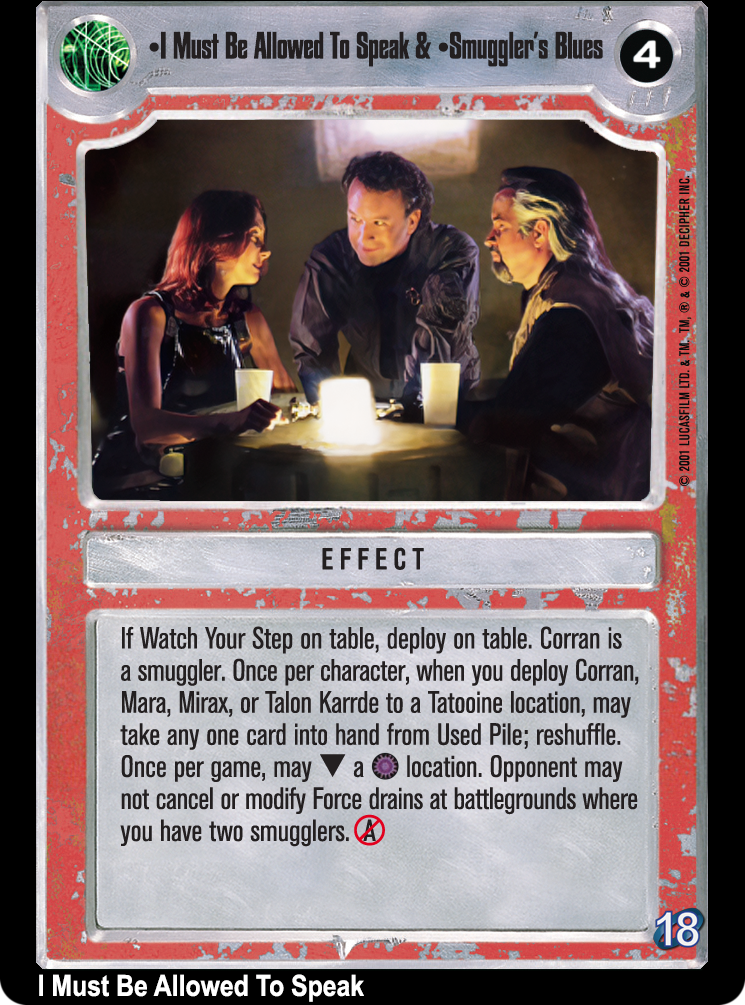 •I Must Be Allowed To Speak & •Smuggler's Blues
4
© 2001 LUCASFILM LTD. & TM. TM, ® & © 2001 DECIPHER INC.
EFFECT
If Watch Your Step on table, deploy on table. Corran is
a smuggler. Once per character, when you deploy Corran,
Mara, Mirax, or Talon Karrde to a Tatooine location, may
take any one card into hand from Used Pile; reshuffle.
Once per game, may ▼ a location. Opponent may
not cancel or modify Force drains at battlegrounds where
you have two smugglers. A
18
I Must Be Allowed To Speak